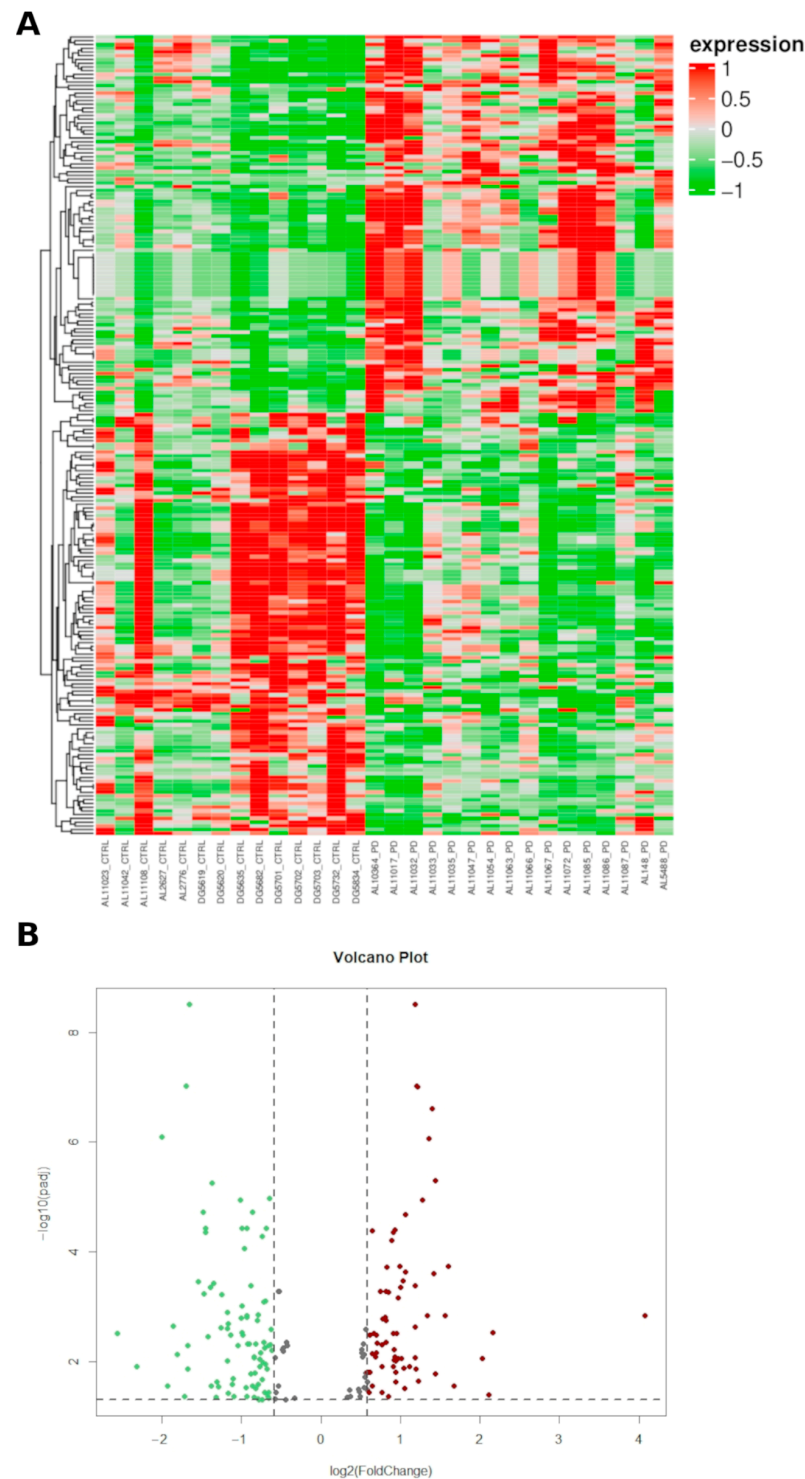 A
expression
1
0.5
0
−0.5
−1
AL11023_CTRL
AL11042_CTRL
AL11108_CTRL
AL2627_CTRL
AL2776_CTRL
DG5619_CTRL
DG5620_CTRL
DG5635_CTRL
DG5682_CTRL
DG5701_CTRL
DG5702_CTRL
DG5703_CTRL
DG5732_CTRL
DG5834_CTRL
AL10364_PD
AL11017_PD
AL11032_PD
AL11033_PD
AL11035_PD
AL11047_PD
AL11054_PD
AL11063_PD
AL11066_PD
AL11067_PD
AL11072_PD
AL11085_PD
AL11086_PD
AL11087_PD
AL148_PD
AL5488_PD
B
Volcano Plot
−log10(padj)
8
6
4
2
−2 −1 0 1 2 3 4
log2(FoldChange)